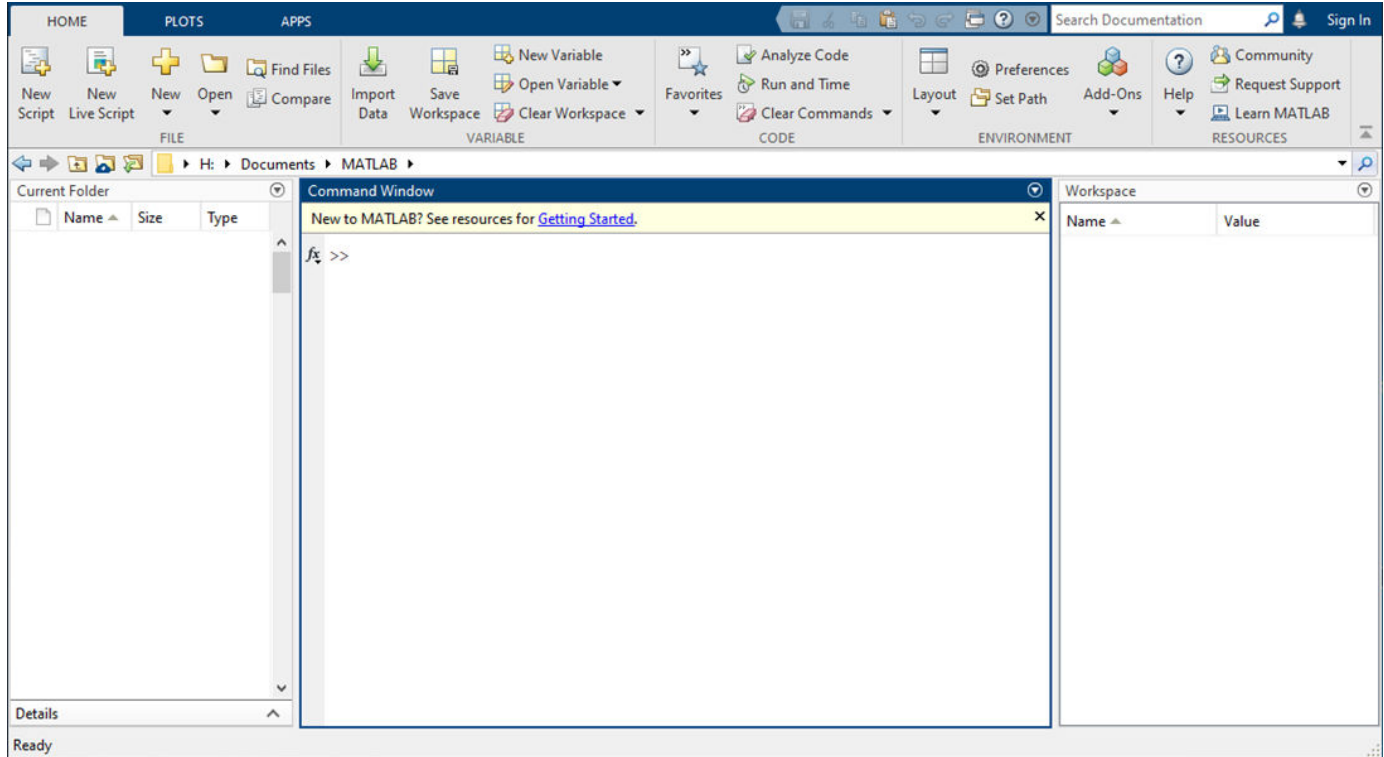 HOME PLOTS APPS Search Documentation Sign In
New Script
New Live Script
New
Open
Find Files
Compare
FILE
Import Data
Save Workspace
New Variable
Open Variable
Clear Workspace
VARIABLE
Favorites
Analyze Code
Run and Time
Clear Commands
CODE
Layout
Preferences
Set Path
Add-Ons
ENVIRONMENT
Help
Community
Request Support
Learn MATLAB
RESOURCES
H: Documents MATLAB
Current Folder
Name Size Type
Details
Command Window
New to MATLAB? See resources for Getting Started.
fx >>
Workspace
Name Value
Ready